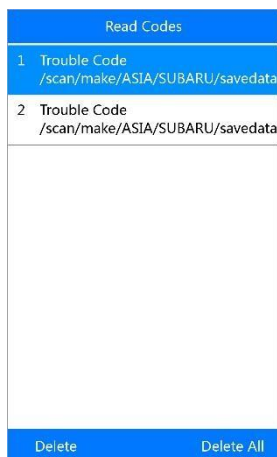 Read Codes
1 Trouble Code
/scan/make/ASIA/SUBARU/savedata
2 Trouble Code
/scan/make/ASIA/SUBARU/savedata
Delete Delete All